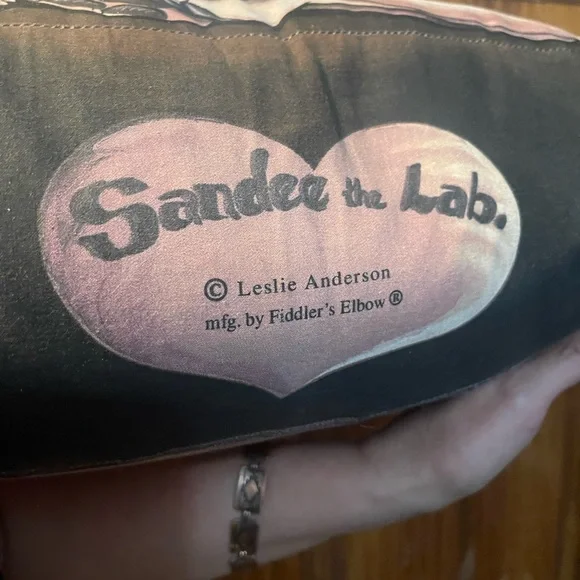 Sandee the Lab.
© Leslie Anderson
mfg. by Fiddler's Elbow ®